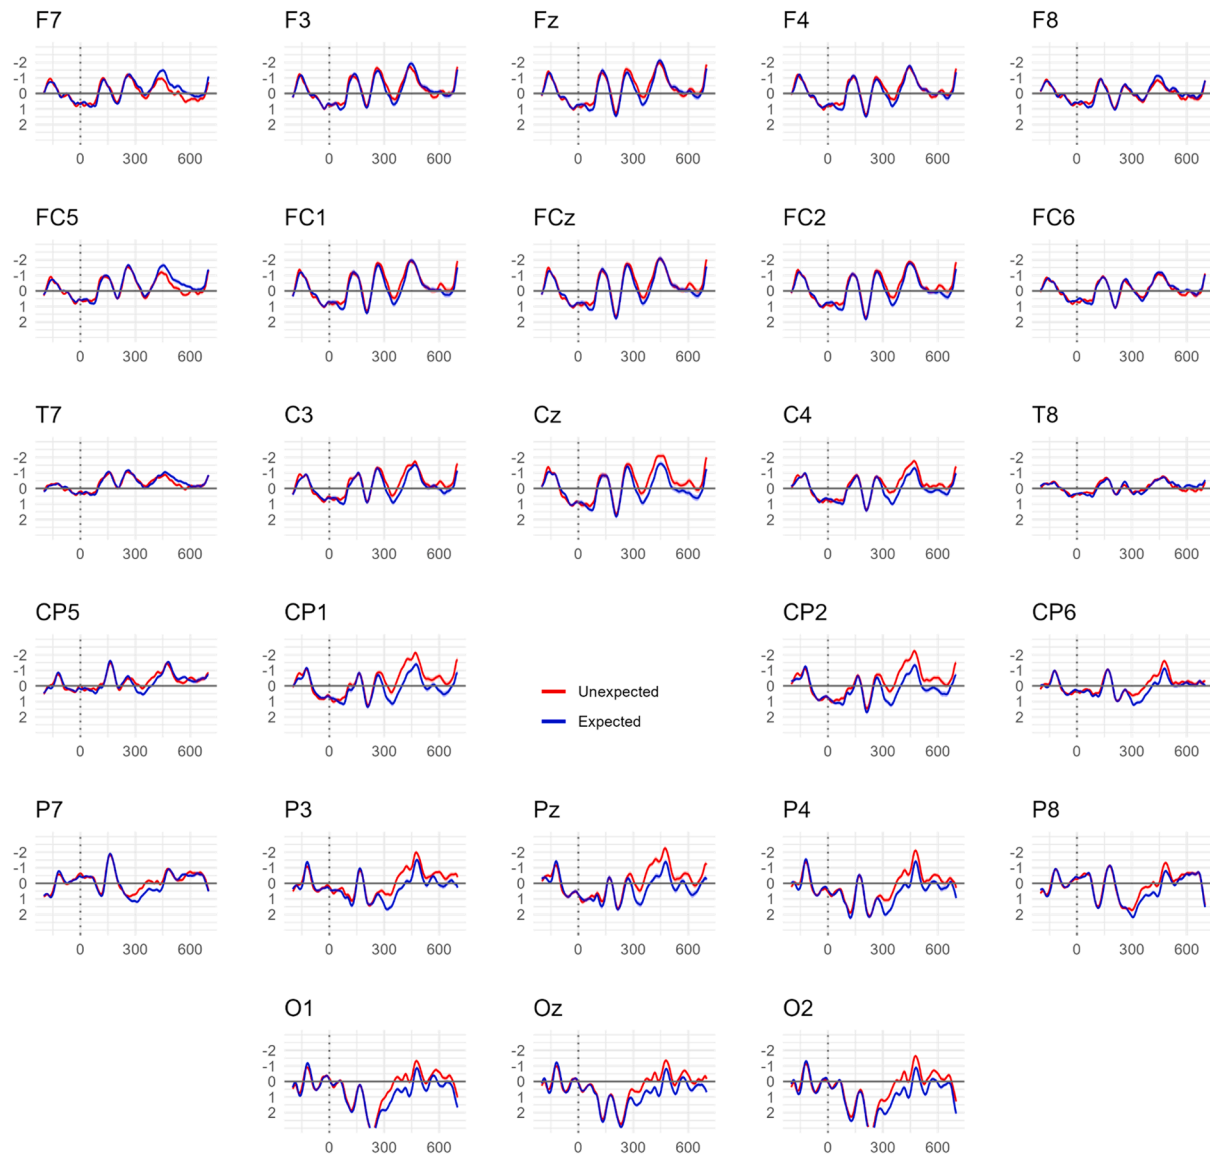 F7 F3 Fz F4 F8
-2 -2 -2 -2 -2
-1 -1 -1 -1 -1
0 0 0 0 0
1 1 1 1 1
2 2 2 2 2
0 300 600 0 300 600 0 300 600 0 300 600 0 300 600
FC5 FC1 FCz FC2 FC6
-2 -2 -2 -2 -2
-1 -1 -1 -1 -1
0 0 0 0 0
1 1 1 1 1
2 2 2 2 2
0 300 600 0 300 600 0 300 600 0 300 600 0 300 600
T7 C3 Cz C4 T8
-2 -2 -2 -2 -2
-1 -1 -1 -1 -1
0 0 0 0 0
1 1 1 1 1
2 2 2 2 2
0 300 600 0 300 600 0 300 600 0 300 600 0 300 600
CP5 CP1 CP2 CP6
-2 -2 -2 -2
-1 -1 -1 -1
0 0 Unexpected 0 0
1 1 1 1
2 2 Expected 2 2
0 300 600 0 300 600 0 300 600 0 300 600
P7 P3 Pz P4 P8
-2 -2 -2 -2 -2
-1 -1 -1 -1 -1
0 0 0 0 0
1 1 1 1 1
2 2 2 2 2
0 300 600 0 300 600 0 300 600 0 300 600 0 300 600
O1 Oz O2
-2 -2 -2
-1 -1 -1
0 0 0
1 1 1
2 2 2
0 300 600 0 300 600 0 300 600